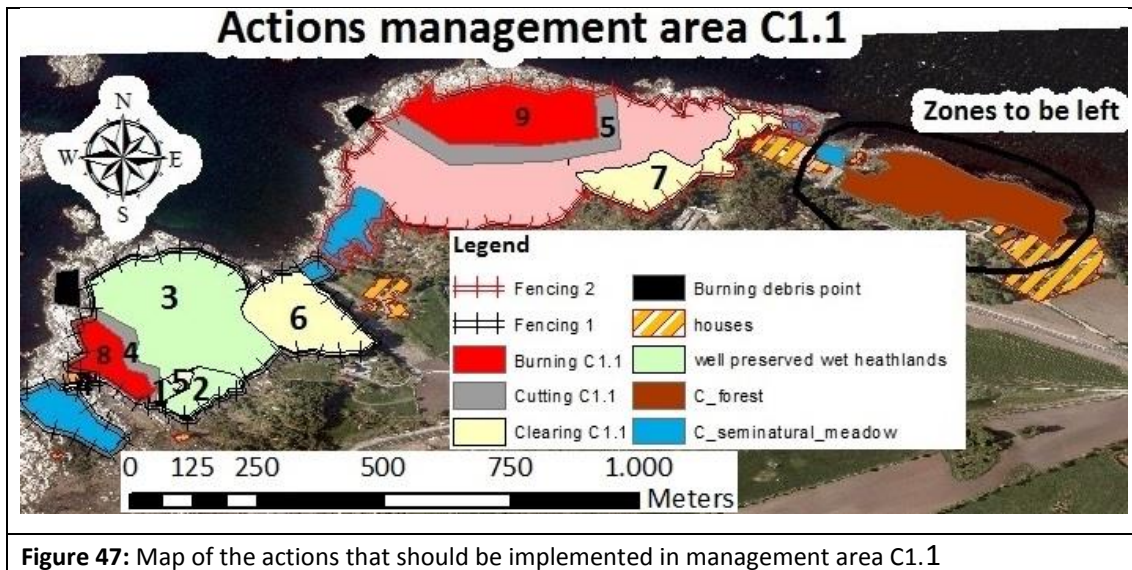 Actions management area C1.1
N
W E
S
Zones to be left
9
5
7
3
6
8
4
5
1 2
Legend
Fencing 2
Fencing 1
Burning C1.1
Cutting C1.1
Clearing C1.1
Burning debris point
houses
well preserved wet heathlands
C_forest
C_seminatural_meadow
0 125 250 500 750 1.000
Meters
Figure 47: Map of the actions that should be implemented in management area C1.1